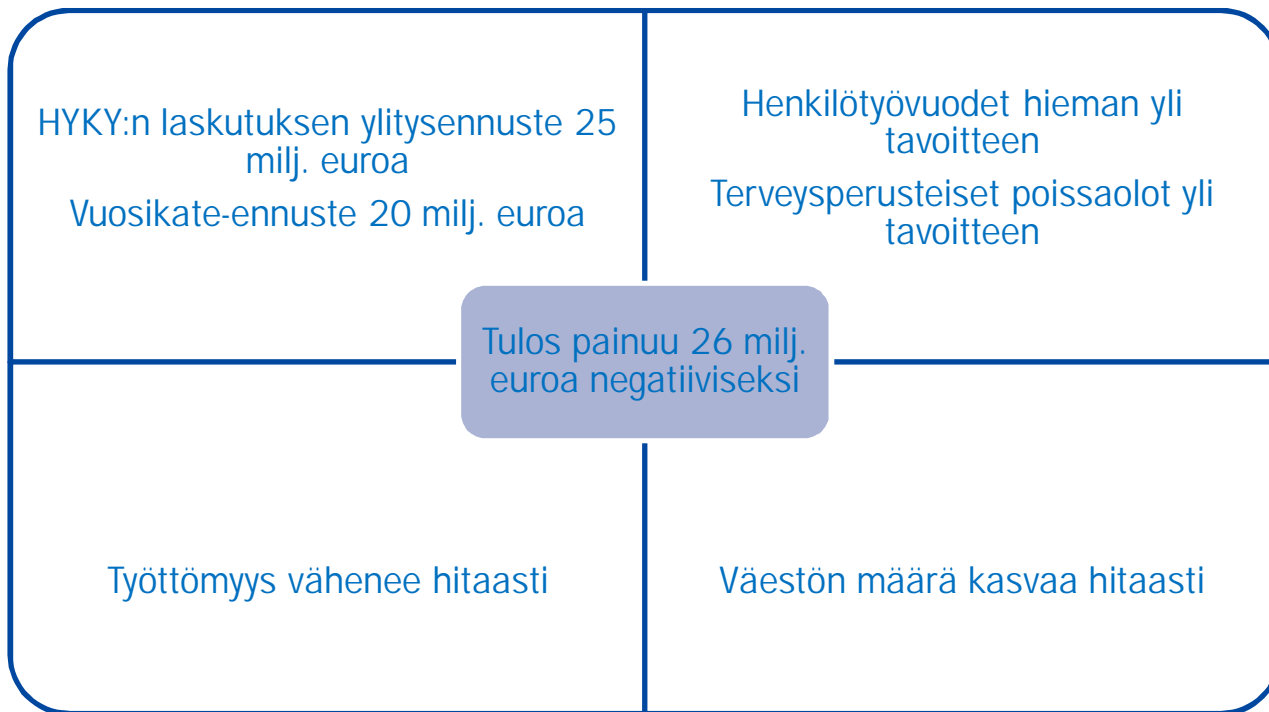 HYKY:n laskutuksen ylitysennuste 25
milj. euroa
Vuosikate-ennuste 20 milj. euroa
Henkilötyövuodet hieman yli
tavoitteen
Terveysperusteiset poissaolot yli
tavoitteen
Tulos painuu 26 milj.
euroa negatiiviseksi
Työttömyys vähenee hitaasti
Väestön määrä kasvaa hitaasti